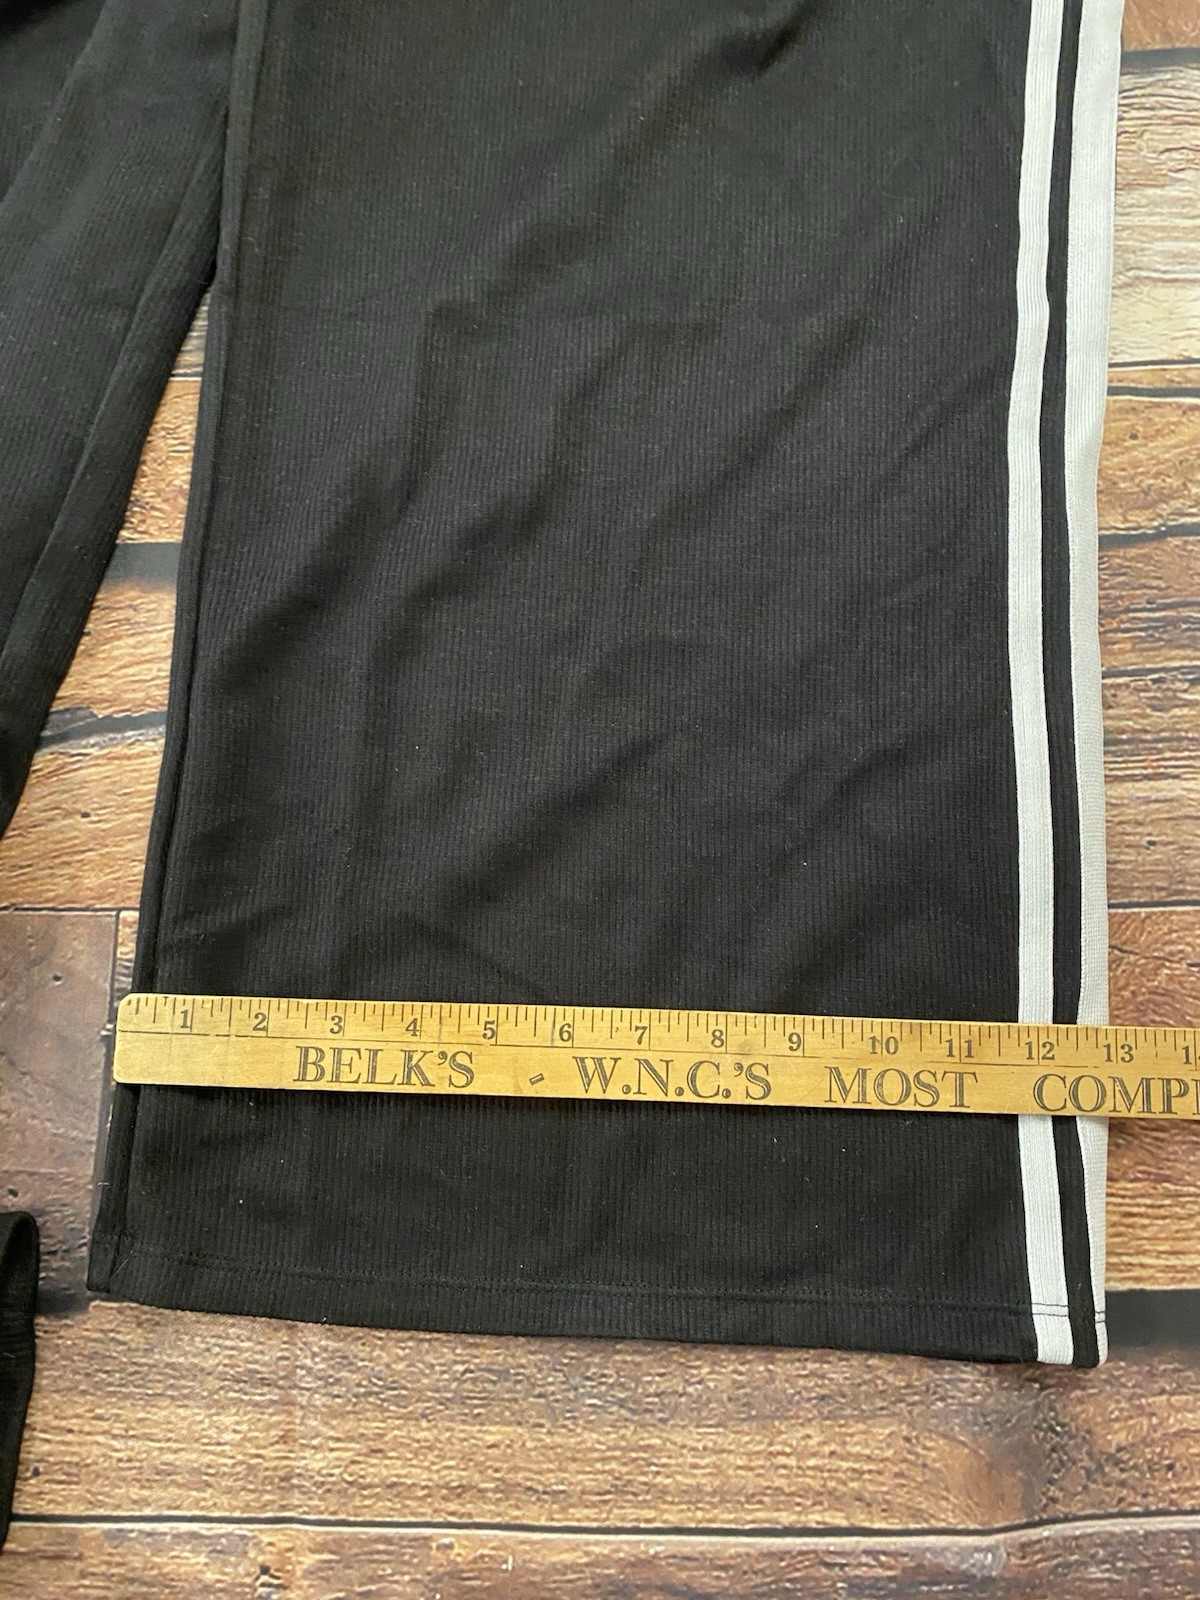 1 2 3 4 5 6 7 8 9 10 11 12 13
BELK'S - W.N.C.'S MOST COMP